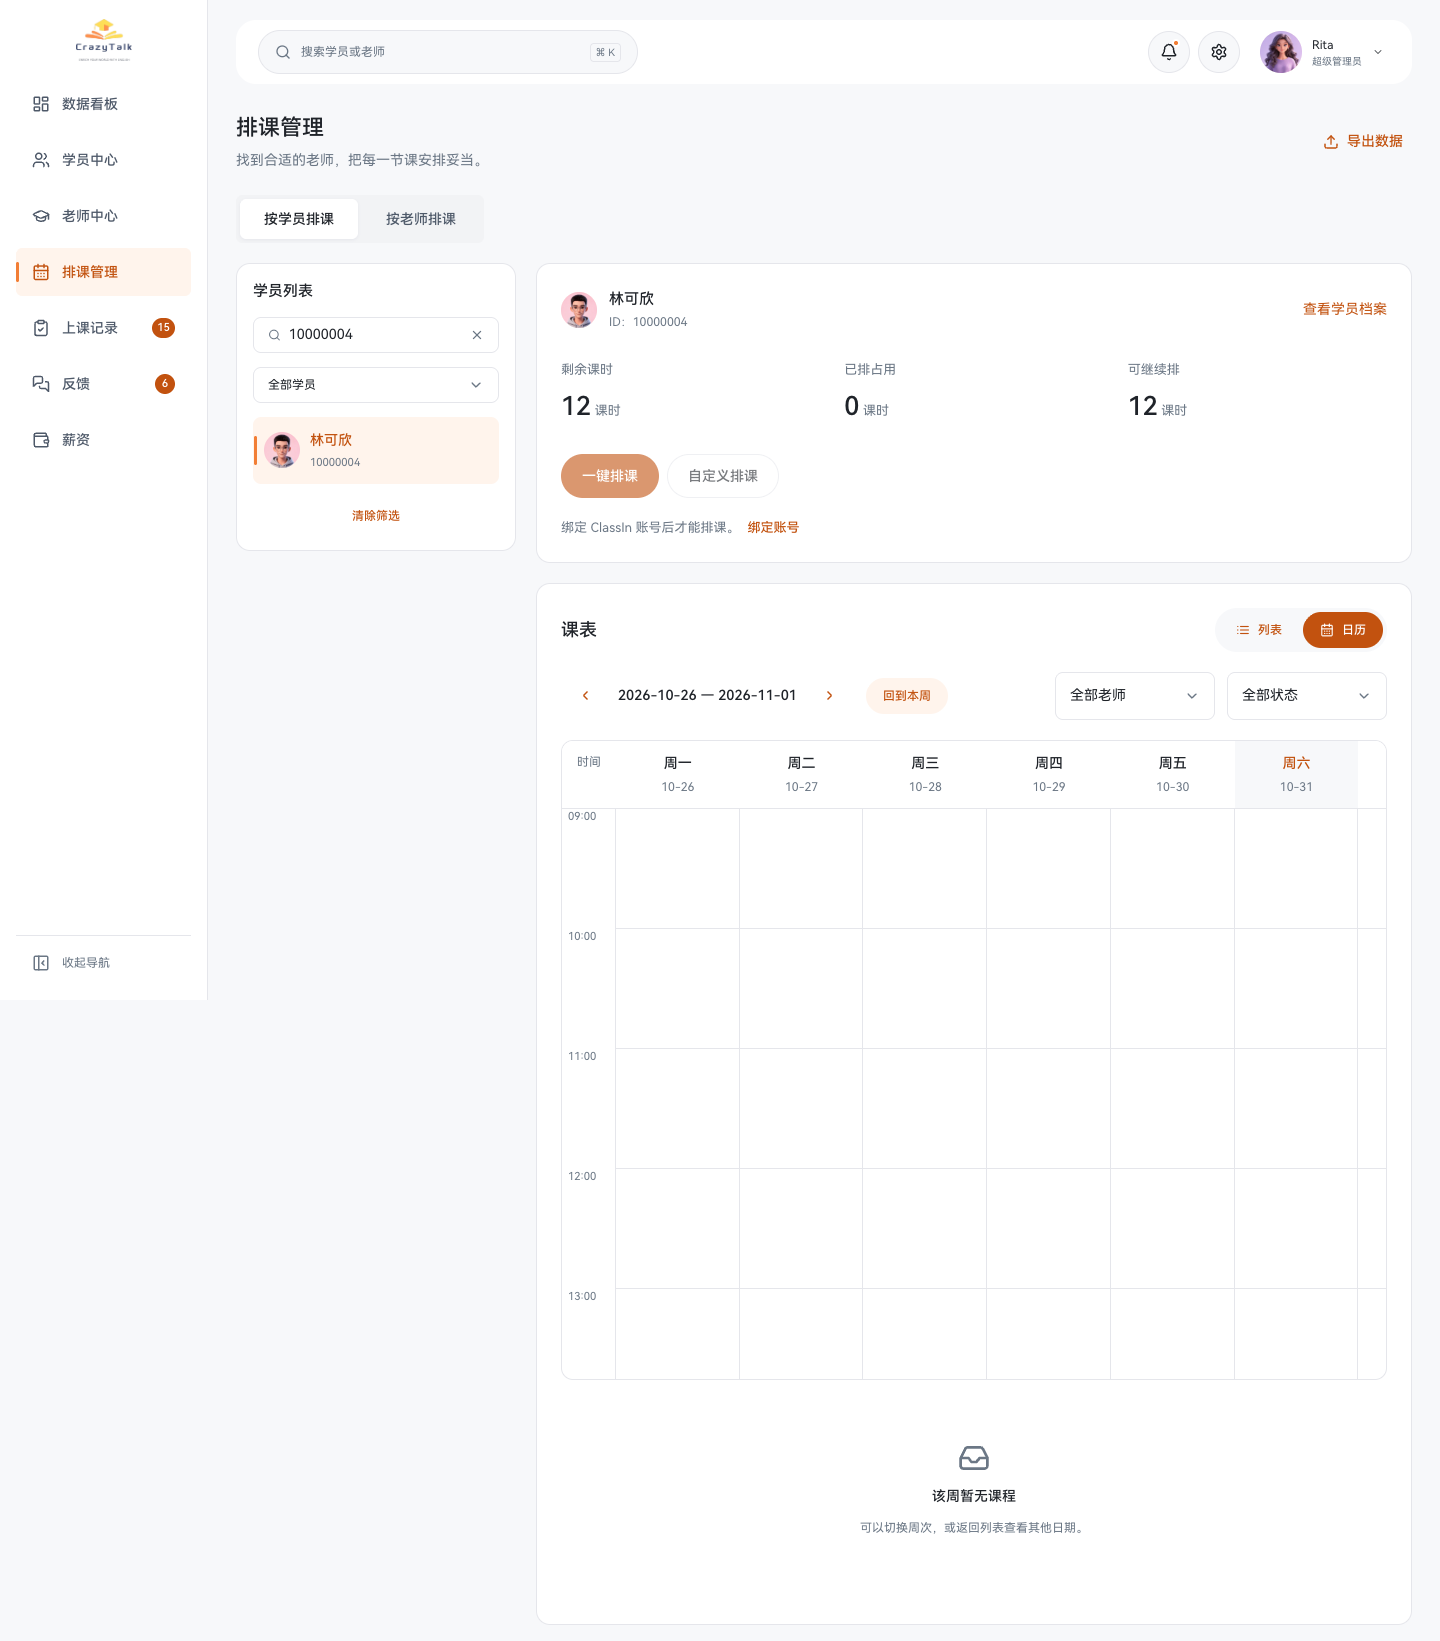 CrazyTalk
数据看板
学员中心
老师中心
排课管理
上课记录 15
反馈 6
薪资
收起导航
搜索学员或老师 ⌘ K
Rita
超级管理员
排课管理
找到合适的老师，把每一节课安排妥当。
导出数据
按学员排课 按老师排课
学员列表
10000004
全部学员
林可欣
10000004
清除筛选
林可欣
ID： 10000004
查看学员档案
剩余课时 已排占用 可继续排
12 课时 0 课时 12 课时
一键排课 自定义排课
绑定 ClassIn 账号后才能排课。 绑定账号
课表
列表 日历
2026-10-26 — 2026-11-01 回到本周 全部老师 全部状态
时间 周一 周二 周三 周四 周五 周六
10-26 10-27 10-28 10-29 10-30 10-31
09:00
10:00
11:00
12:00
13:00
该周暂无课程
可以切换周次，或返回列表查看其他日期。